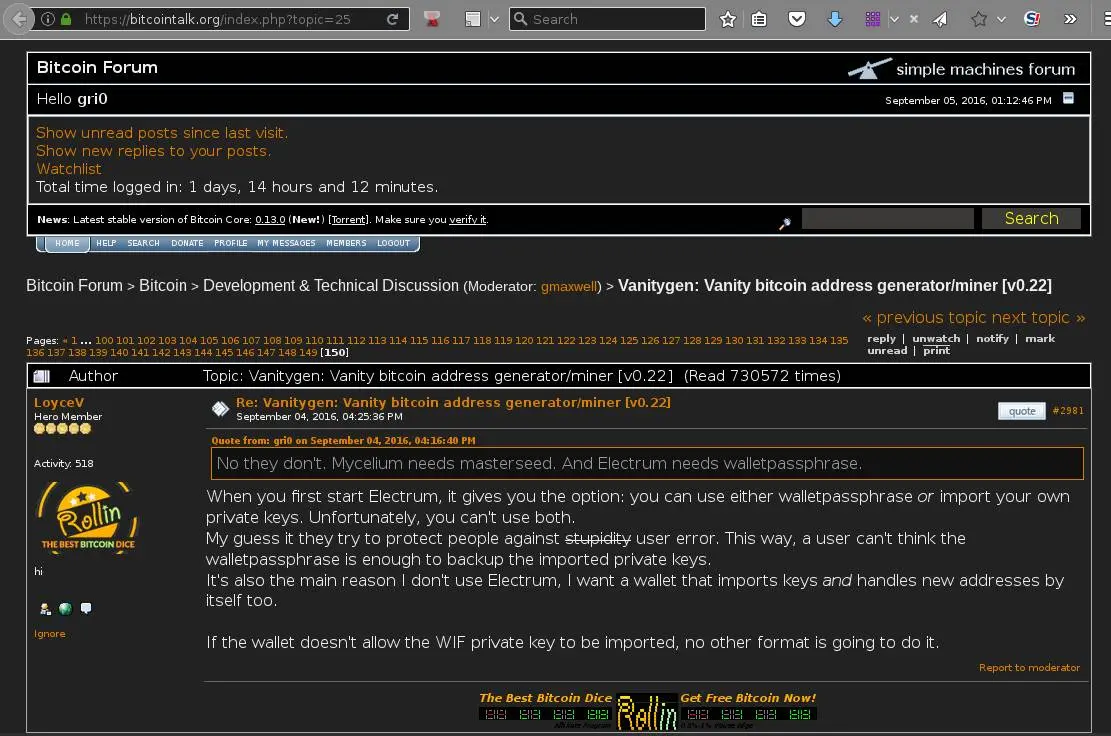 https://bitcointalk.org/index.php?topic=25
Search
Bitcoin Forum
simple machines forum
Hello gri0
September 05, 2016, 01:12:46 PM
Show unread posts since last visit.
Show new replies to your posts.
Watchlist
Total time logged in: 1 days, 14 hours and 12 minutes.
News: Latest stable version of Bitcoin Core: 0.13.0 (New!) [Torrent]. Make sure you verify it.
Search
HOME HELP SEARCH DONATE PROFILE MY MESSAGES MEMBERS LOGOUT
Bitcoin Forum > Bitcoin > Development & Technical Discussion (Moderator: gmaxwell) > Vanitygen: Vanity bitcoin address generator/miner [v0.22]
« previous topic next topic »
Pages: « 1 ... 100 101 102 103 104 105 106 107 108 109 110 111 112 113 114 115 116 117 118 119 120 121 122 123 124 125 126 127 128 129 130 131 132 133 134 135
136 137 138 139 140 141 142 143 144 145 146 147 148 149 [150]
reply | unwatch | notify | mark
unread | print
Author Topic: Vanitygen: Vanity bitcoin address generator/miner [v0.22] (Read 730572 times)
LoyceV
Hero Member
Activity: 518
Rollin
THE BEST BITCOIN DICE
hi
Ignore
Re: Vanitygen: Vanity bitcoin address generator/miner [v0.22]
September 04, 2016, 04:25:36 PM
quote #2981
Quote from: gri0 on September 04, 2016, 04:16:40 PM
No they don't. Mycelium needs masterseed. And Electrum needs walletpassphrase.
When you first start Electrum, it gives you the option: you can use either walletpassphrase or import your own
private keys. Unfortunately, you can't use both.
My guess it they try to protect people against stupidity user error. This way, a user can't think the
walletpassphrase is enough to backup the imported private keys.
It's also the main reason I don't use Electrum, I want a wallet that imports keys and handles new addresses by
itself too.
If the wallet doesn't allow the WIF private key to be imported, no other format is going to do it.
Report to moderator
The Best Bitcoin Dice Rollin Get Free Bitcoin Now!